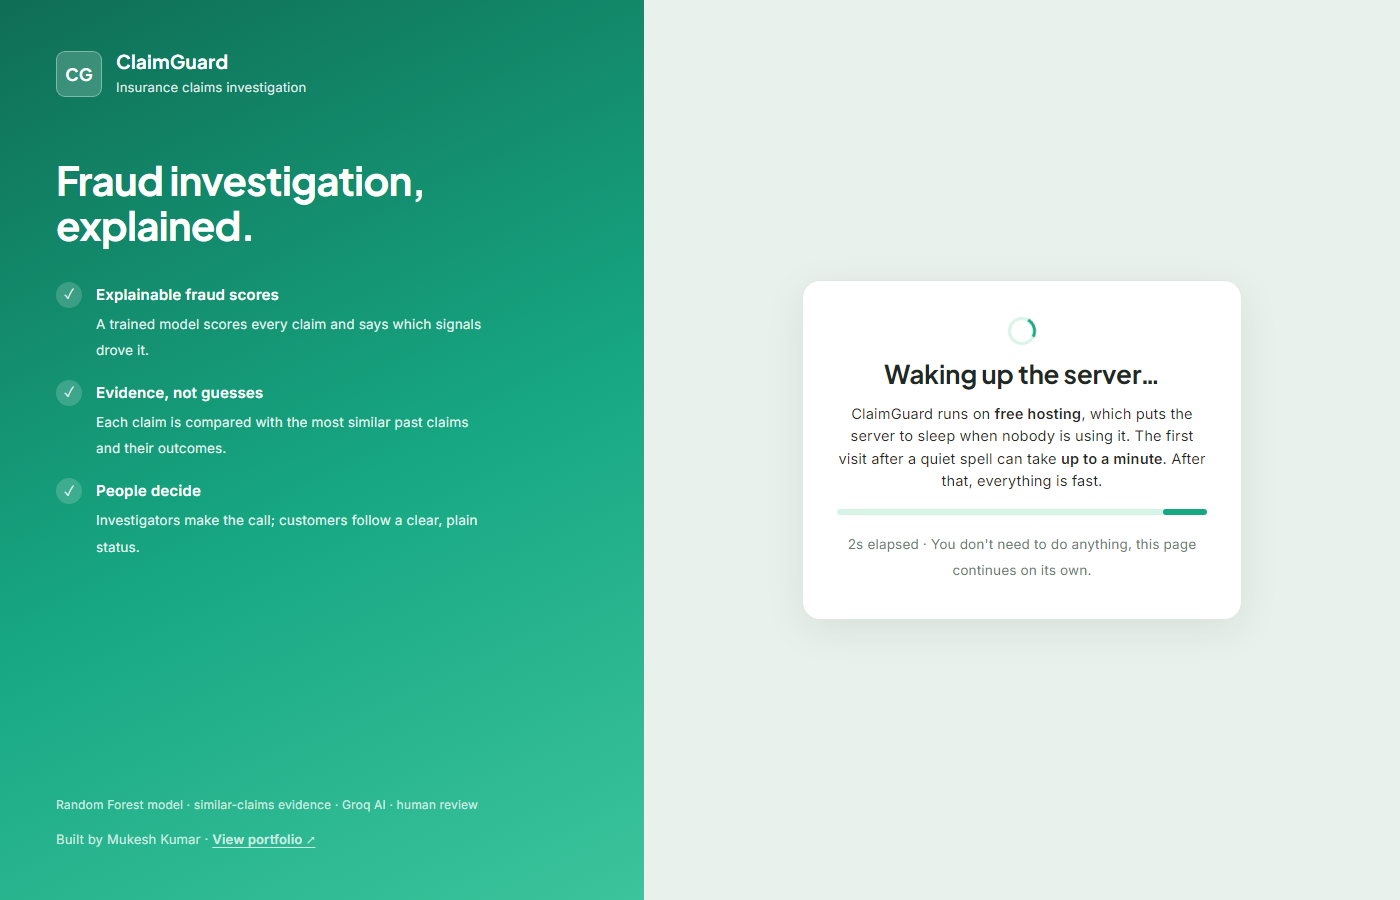 CG
ClaimGuard
Insurance claims investigation
Fraud investigation,
explained.
✓ Explainable fraud scores
A trained model scores every claim and says which signals
drove it.
✓ Evidence, not guesses
Each claim is compared with the most similar past claims
and their outcomes.
✓ People decide
Investigators make the call; customers follow a clear, plain
status.
Random Forest model · similar-claims evidence · Groq AI · human review
Built by Mukesh Kumar · View portfolio ↗
Waking up the server…
ClaimGuard runs on free hosting, which puts the
server to sleep when nobody is using it. The first
visit after a quiet spell can take up to a minute. After
that, everything is fast.
2s elapsed · You don't need to do anything, this page
continues on its own.